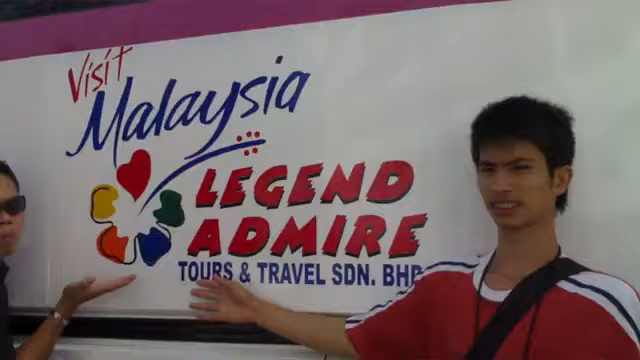 Visit
Malaysia
LEGEND
ADMIRE
TOURS & TRAVEL SDN. BHD